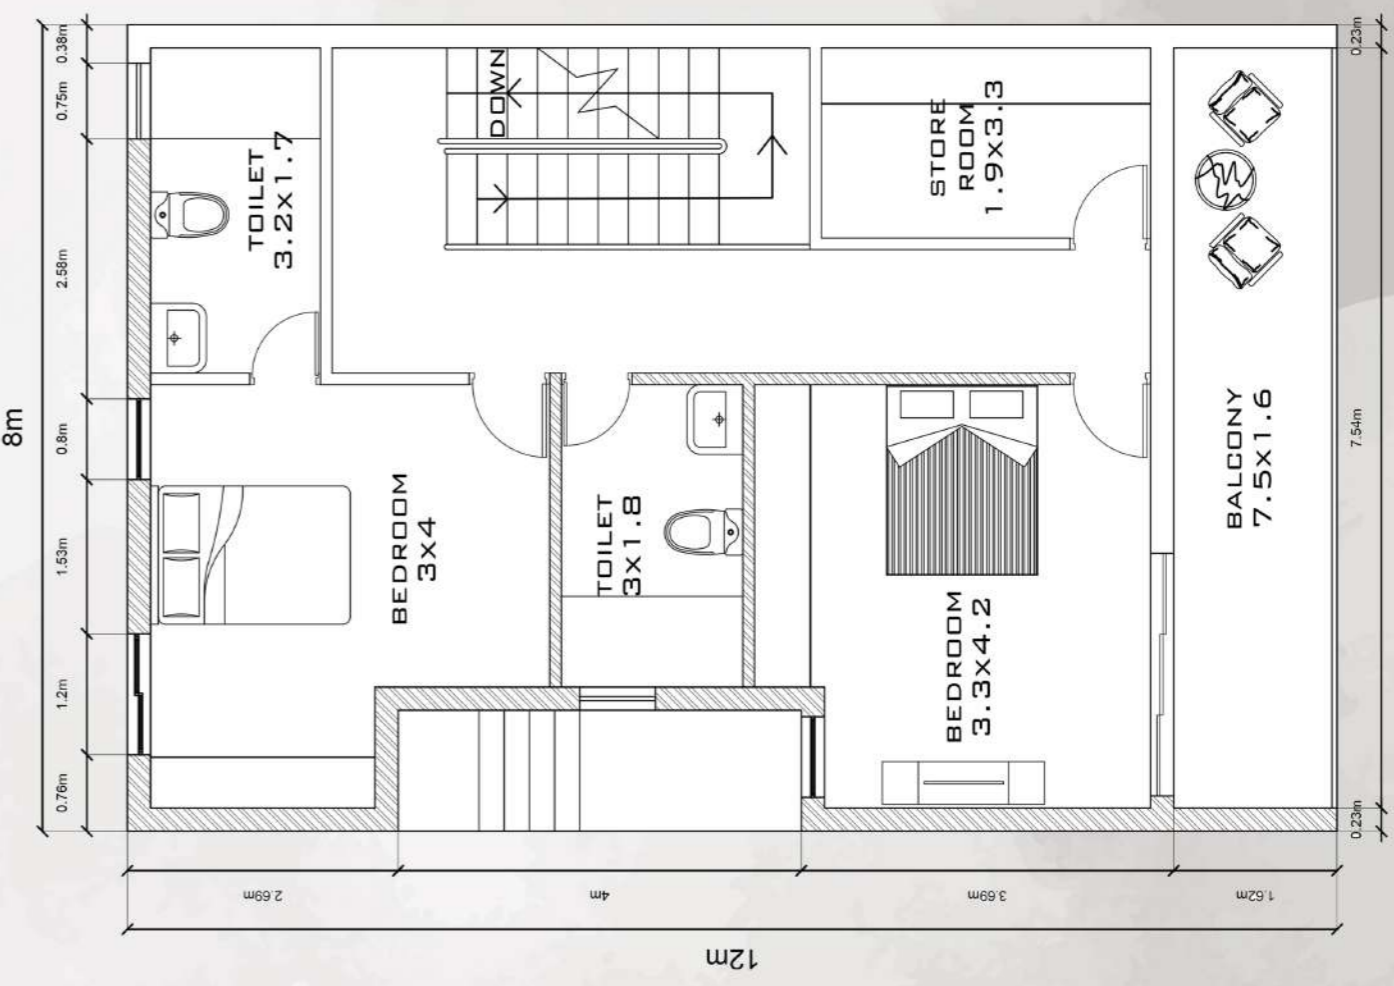 8m
0.38m
0.75m
2.58m
0.8m
1.53m
1.2m
0.76m
TOILET
3.2x1.7
DOWN
STORE
ROOM
1.9x3.3
BEDROOM
3x4
TOILET
3x1.8
BEDROOM
3.3x4.2
BALCONY
7.5x1.6
0.23m
7.54m
0.23m
2.69m
4m
3.69m
1.62m
12m